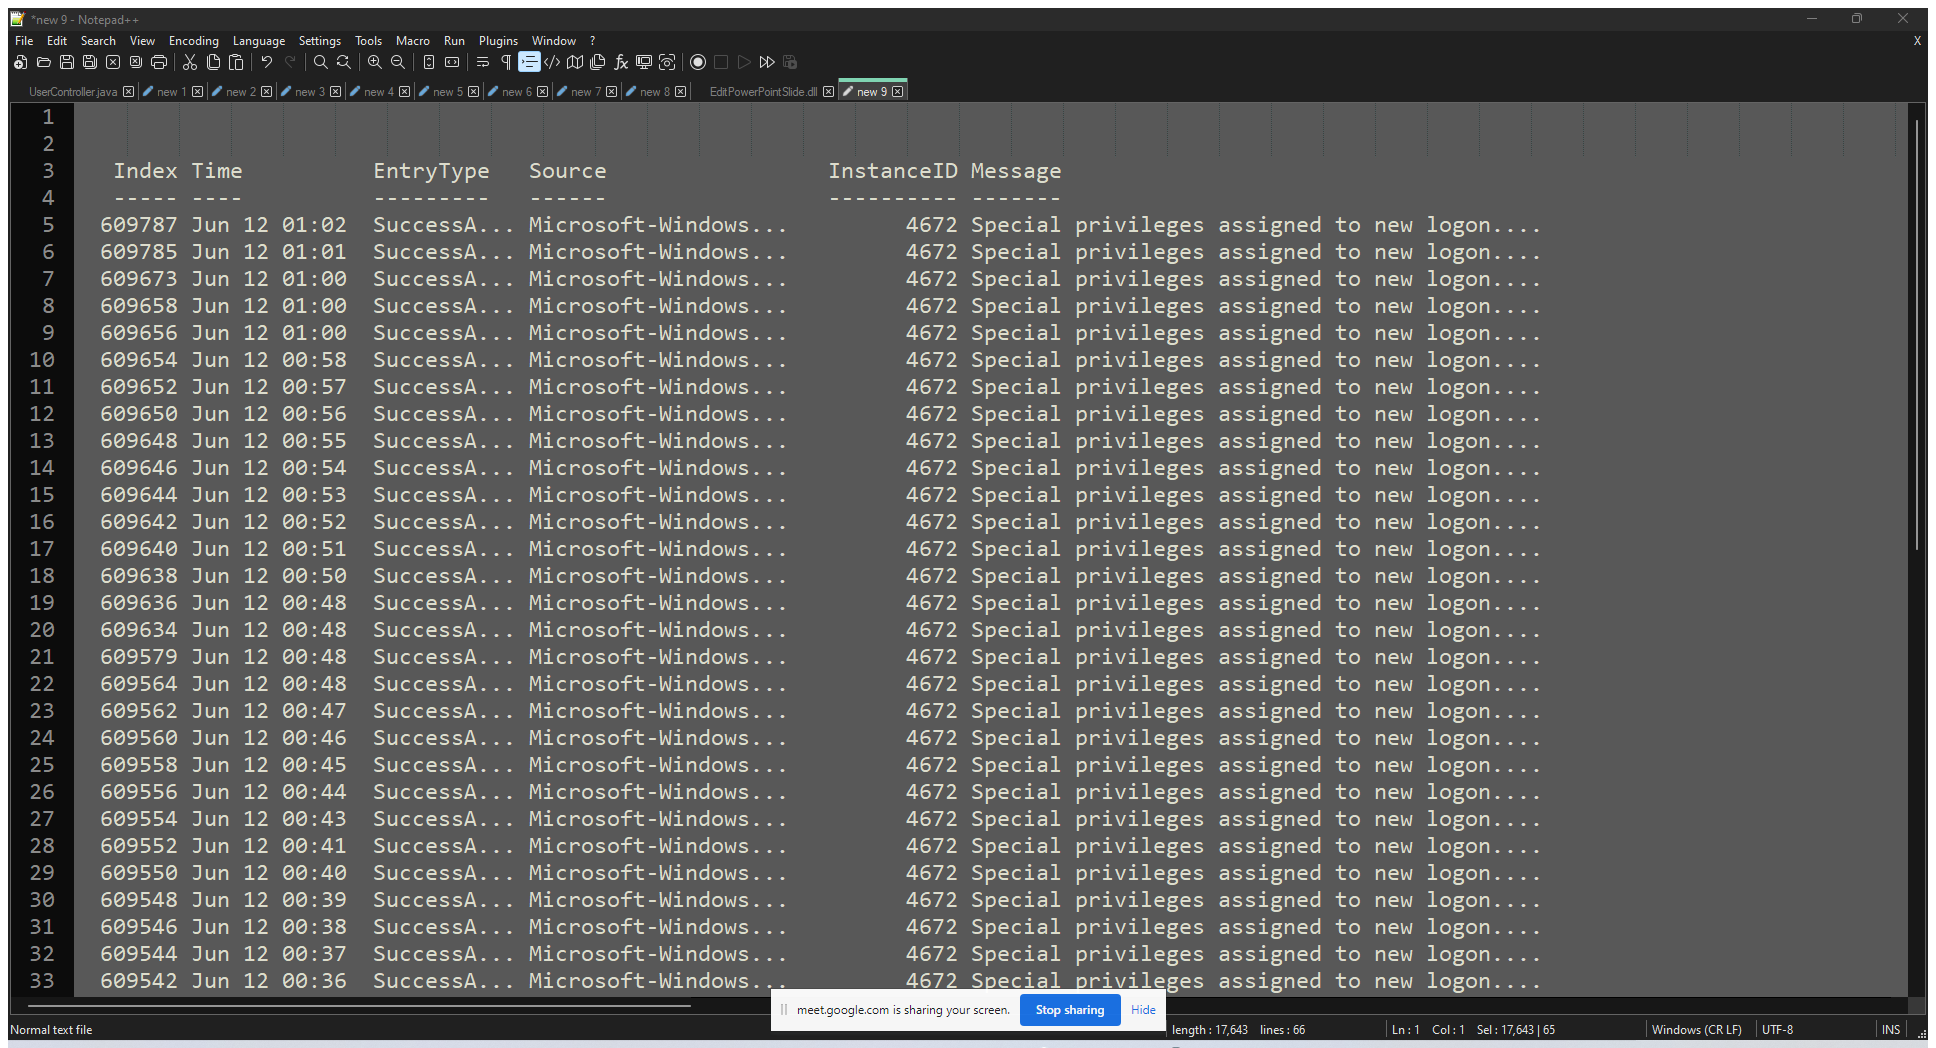 *new 9 - Notepad++
File Edit Search View Encoding Language Settings Tools Macro Run Plugins Window ? X
UserController.java new 1 new 2 new 3 new 4 new 5 new 6 new 7 new 8 EditPowerPointSlide.dll new 9
1
2
3 Index Time EntryType Source InstanceID Message
4 ----- ---- --------- ------ ---------- -------
5 609787 Jun 12 01:02 SuccessA... Microsoft-Windows... 4672 Special privileges assigned to new logon....
6 609785 Jun 12 01:01 SuccessA... Microsoft-Windows... 4672 Special privileges assigned to new logon....
7 609673 Jun 12 01:00 SuccessA... Microsoft-Windows... 4672 Special privileges assigned to new logon....
8 609658 Jun 12 01:00 SuccessA... Microsoft-Windows... 4672 Special privileges assigned to new logon....
9 609656 Jun 12 01:00 SuccessA... Microsoft-Windows... 4672 Special privileges assigned to new logon....
10 609654 Jun 12 00:58 SuccessA... Microsoft-Windows... 4672 Special privileges assigned to new logon....
11 609652 Jun 12 00:57 SuccessA... Microsoft-Windows... 4672 Special privileges assigned to new logon....
12 609650 Jun 12 00:56 SuccessA... Microsoft-Windows... 4672 Special privileges assigned to new logon....
13 609648 Jun 12 00:55 SuccessA... Microsoft-Windows... 4672 Special privileges assigned to new logon....
14 609646 Jun 12 00:54 SuccessA... Microsoft-Windows... 4672 Special privileges assigned to new logon....
15 609644 Jun 12 00:53 SuccessA... Microsoft-Windows... 4672 Special privileges assigned to new logon....
16 609642 Jun 12 00:52 SuccessA... Microsoft-Windows... 4672 Special privileges assigned to new logon....
17 609640 Jun 12 00:51 SuccessA... Microsoft-Windows... 4672 Special privileges assigned to new logon....
18 609638 Jun 12 00:50 SuccessA... Microsoft-Windows... 4672 Special privileges assigned to new logon....
19 609636 Jun 12 00:48 SuccessA... Microsoft-Windows... 4672 Special privileges assigned to new logon....
20 609634 Jun 12 00:48 SuccessA... Microsoft-Windows... 4672 Special privileges assigned to new logon....
21 609579 Jun 12 00:48 SuccessA... Microsoft-Windows... 4672 Special privileges assigned to new logon....
22 609564 Jun 12 00:48 SuccessA... Microsoft-Windows... 4672 Special privileges assigned to new logon....
23 609562 Jun 12 00:47 SuccessA... Microsoft-Windows... 4672 Special privileges assigned to new logon....
24 609560 Jun 12 00:46 SuccessA... Microsoft-Windows... 4672 Special privileges assigned to new logon....
25 609558 Jun 12 00:45 SuccessA... Microsoft-Windows... 4672 Special privileges assigned to new logon....
26 609556 Jun 12 00:44 SuccessA... Microsoft-Windows... 4672 Special privileges assigned to new logon....
27 609554 Jun 12 00:43 SuccessA... Microsoft-Windows... 4672 Special privileges assigned to new logon....
28 609552 Jun 12 00:41 SuccessA... Microsoft-Windows... 4672 Special privileges assigned to new logon....
29 609550 Jun 12 00:40 SuccessA... Microsoft-Windows... 4672 Special privileges assigned to new logon....
30 609548 Jun 12 00:39 SuccessA... Microsoft-Windows... 4672 Special privileges assigned to new logon....
31 609546 Jun 12 00:38 SuccessA... Microsoft-Windows... 4672 Special privileges assigned to new logon....
32 609544 Jun 12 00:37 SuccessA... Microsoft-Windows... 4672 Special privileges assigned to new logon....
33 609542 Jun 12 00:36 SuccessA... Microsoft-Windows... 4672 Special privileges assigned to new logon....
meet.google.com is sharing your screen. Stop sharing Hide
Normal text file length : 17,643 lines : 66 Ln : 1 Col : 1 Sel : 17,643 | 65 Windows (CR LF) UTF-8 INS